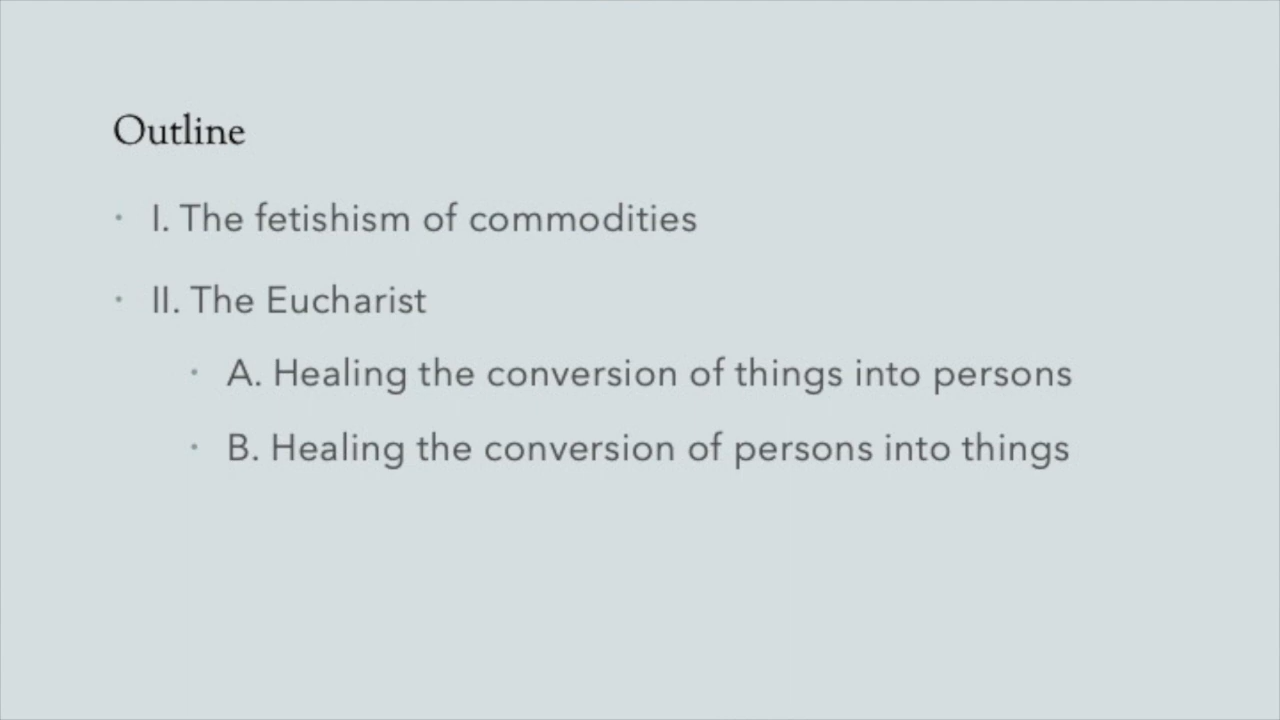 Outline
• I. The fetishism of commodities
• II. The Eucharist
• A. Healing the conversion of things into persons
• B. Healing the conversion of persons into things